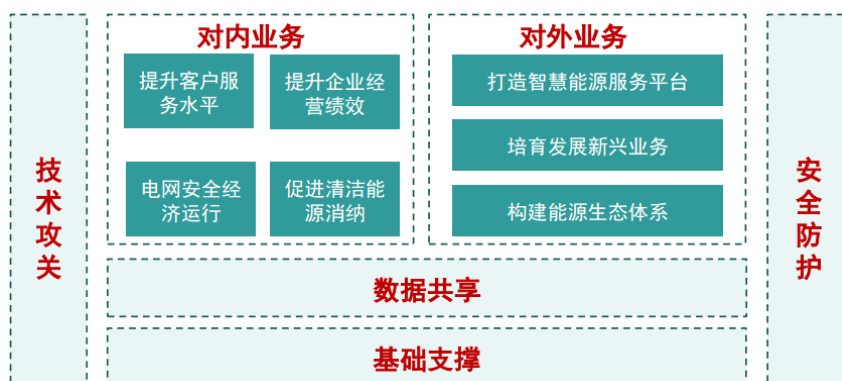 技术攻关
对内业务
提升客户服
务水平
提升企业经
营绩效
电网安全经
济运行
促进清洁能
源消纳
对外业务
打造智慧能源服务平台
培育发展新兴业务
构建能源生态体系
安全防护
数据共享
基础支撑